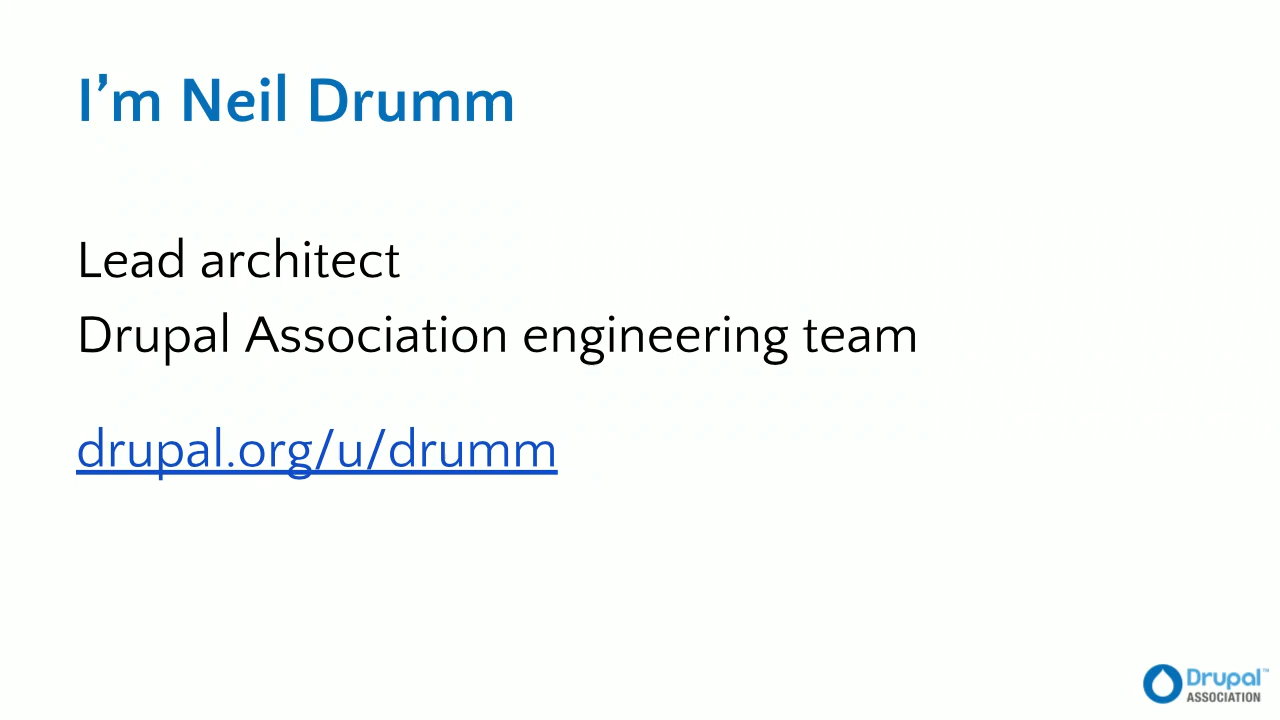 I’m Neil Drumm
Lead architect
Drupal Association engineering team
drupal.org/u/drumm
Drupal™
ASSOCIATION